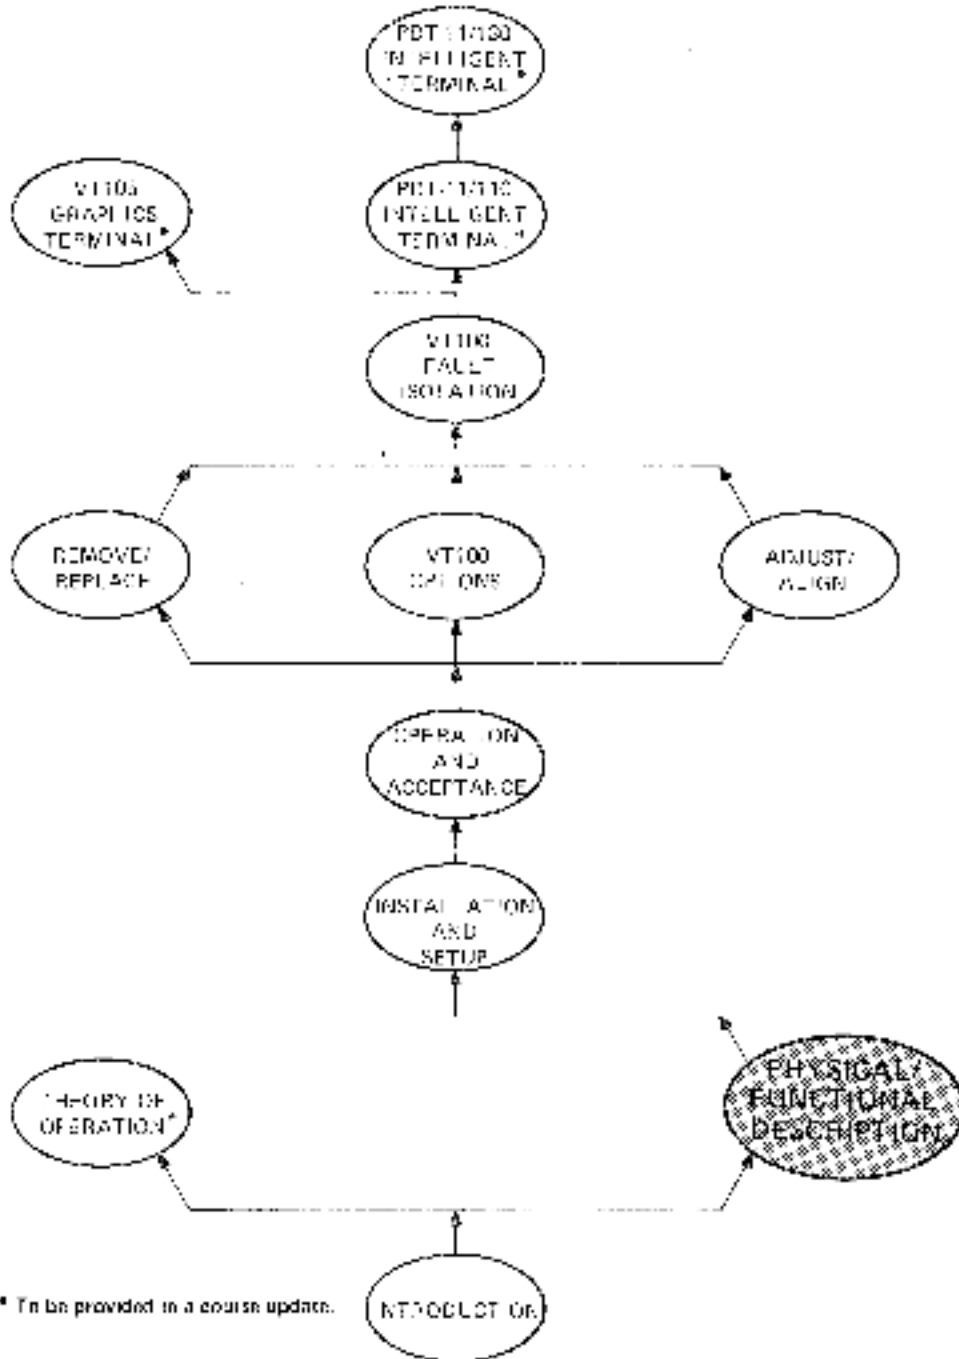 PDT-11/130
INTELLIGENT
TERMINAL*
VT105
GRAPHICS
TERMINAL*
PDT-11/110
INTELLIGENT
TERMINAL*
VT100
FAULT
ISOLATION
REMOVE/
REPLACE
VT100
OPTIONS
ADJUST/
ALIGN
OPERATION
AND
ACCEPTANCE
INSTALLATION
AND
SETUP
THEORY OF
OPERATION*
PHYSICAL/
FUNCTIONAL
DESCRIPTION
INTRODUCTION
* To be provided in a course update.